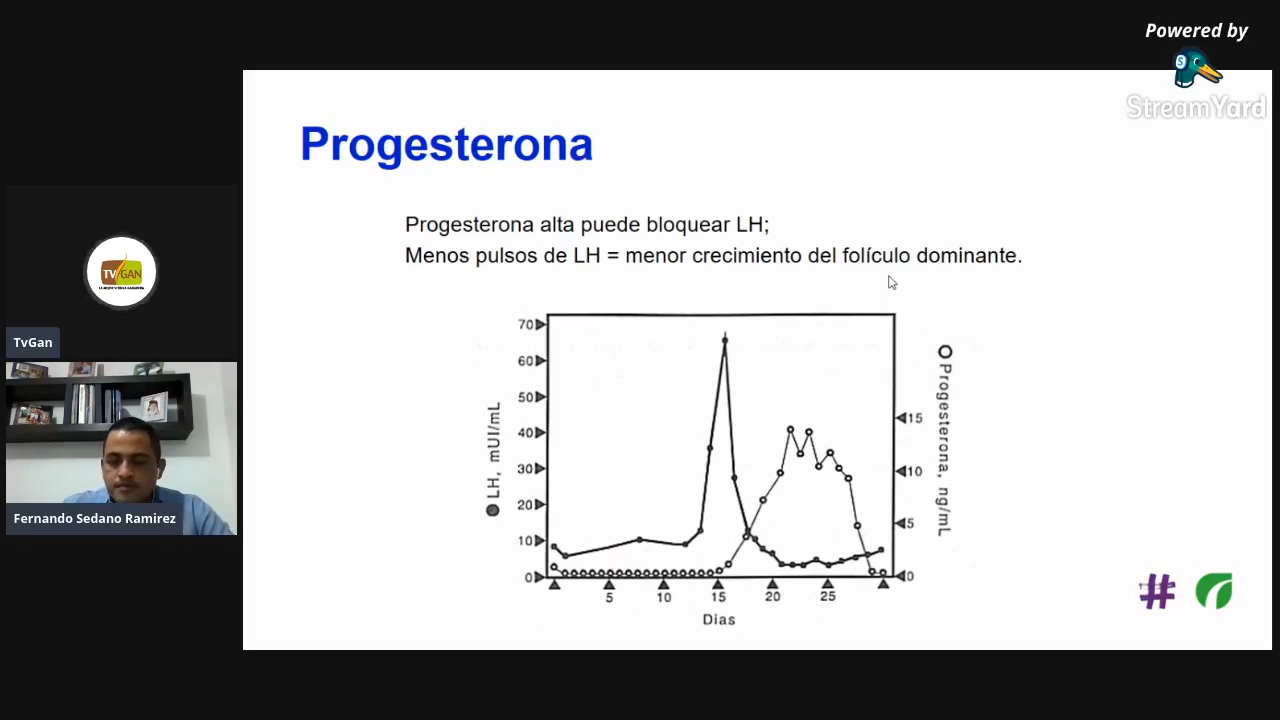 Powered by
StreamYard
Progesterona
Progesterona alta puede bloquear LH;
Menos pulsos de LH = menor crecimiento del folículo dominante.
70
60
50
40
30
20
10
0
LH, mUI/mL
15
10
5
0
Progesterona, ng/mL
5
10
15
20
25
Dias
TV GAN
TvGan
Fernando Sedano Ramirez
#